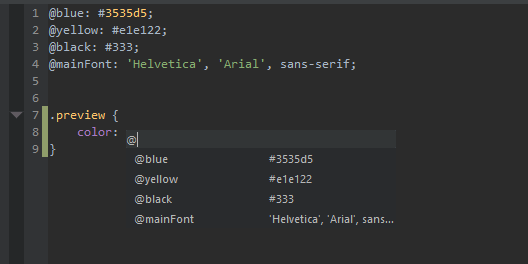 1 @blue: #3535d5;
2 @yellow: #e1e122;
3 @black: #333;
4 @mainFont: 'Helvetica', 'Arial', sans-serif;
5
6
7 .preview {
8 color: @
9 }
@blue #3535d5
@yellow #e1e122
@black #333
@mainFont 'Helvetica', 'Arial', sans...